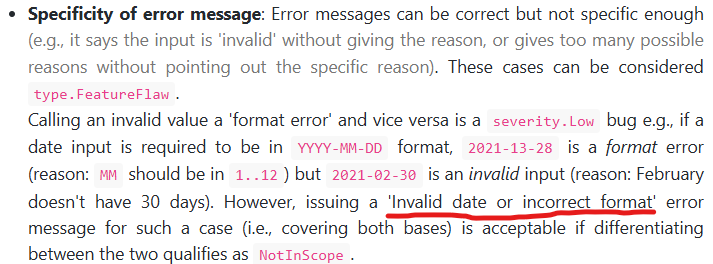 • Specificity of error message: Error messages can be correct but not specific enough
(e.g., it says the input is 'invalid' without giving the reason, or gives too many possible
reasons without pointing out the specific reason). These cases can be considered
type.FeatureFlaw .
Calling an invalid value a 'format error' and vice versa is a severity.Low bug e.g., if a
date input is required to be in YYYY-MM-DD format, 2021-13-28 is a format error
(reason: MM should be in 1..12 ) but 2021-02-30 is an invalid input (reason: February
doesn't have 30 days). However, issuing a 'Invalid date or incorrect format' error
message for such a case (i.e., covering both bases) is acceptable if differentiating
between the two qualifies as NotInScope .